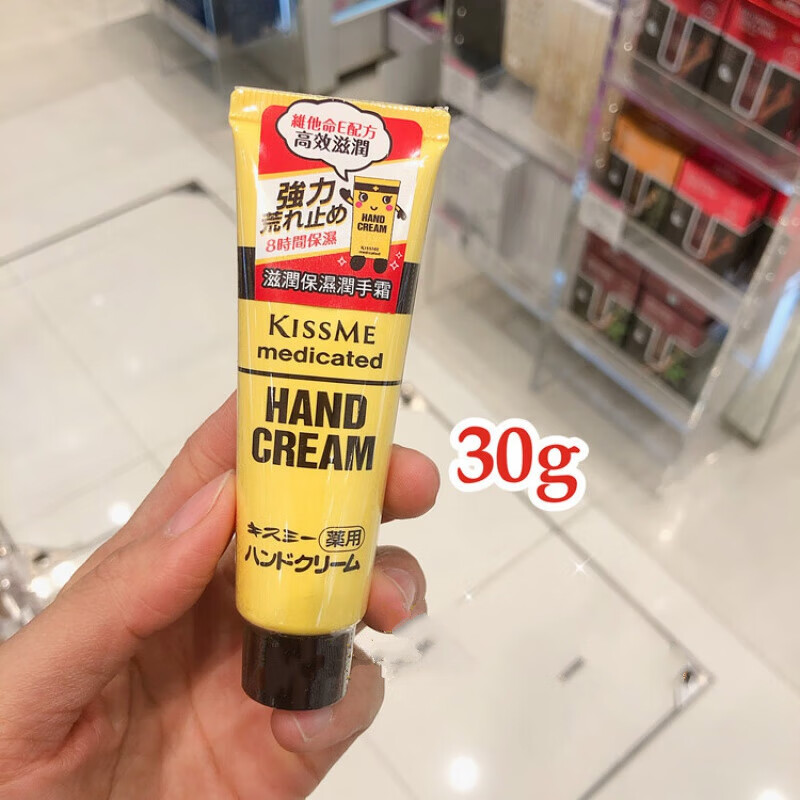 維他命E配方
高效滋潤
強力
荒れ止め
8時間保濕
HAND
CREAM
KISSME
medicated
滋潤保濕潤手霜
KISSME
medicated
HAND
CREAM
キスミー 薬用
ハンドクリーム
30g